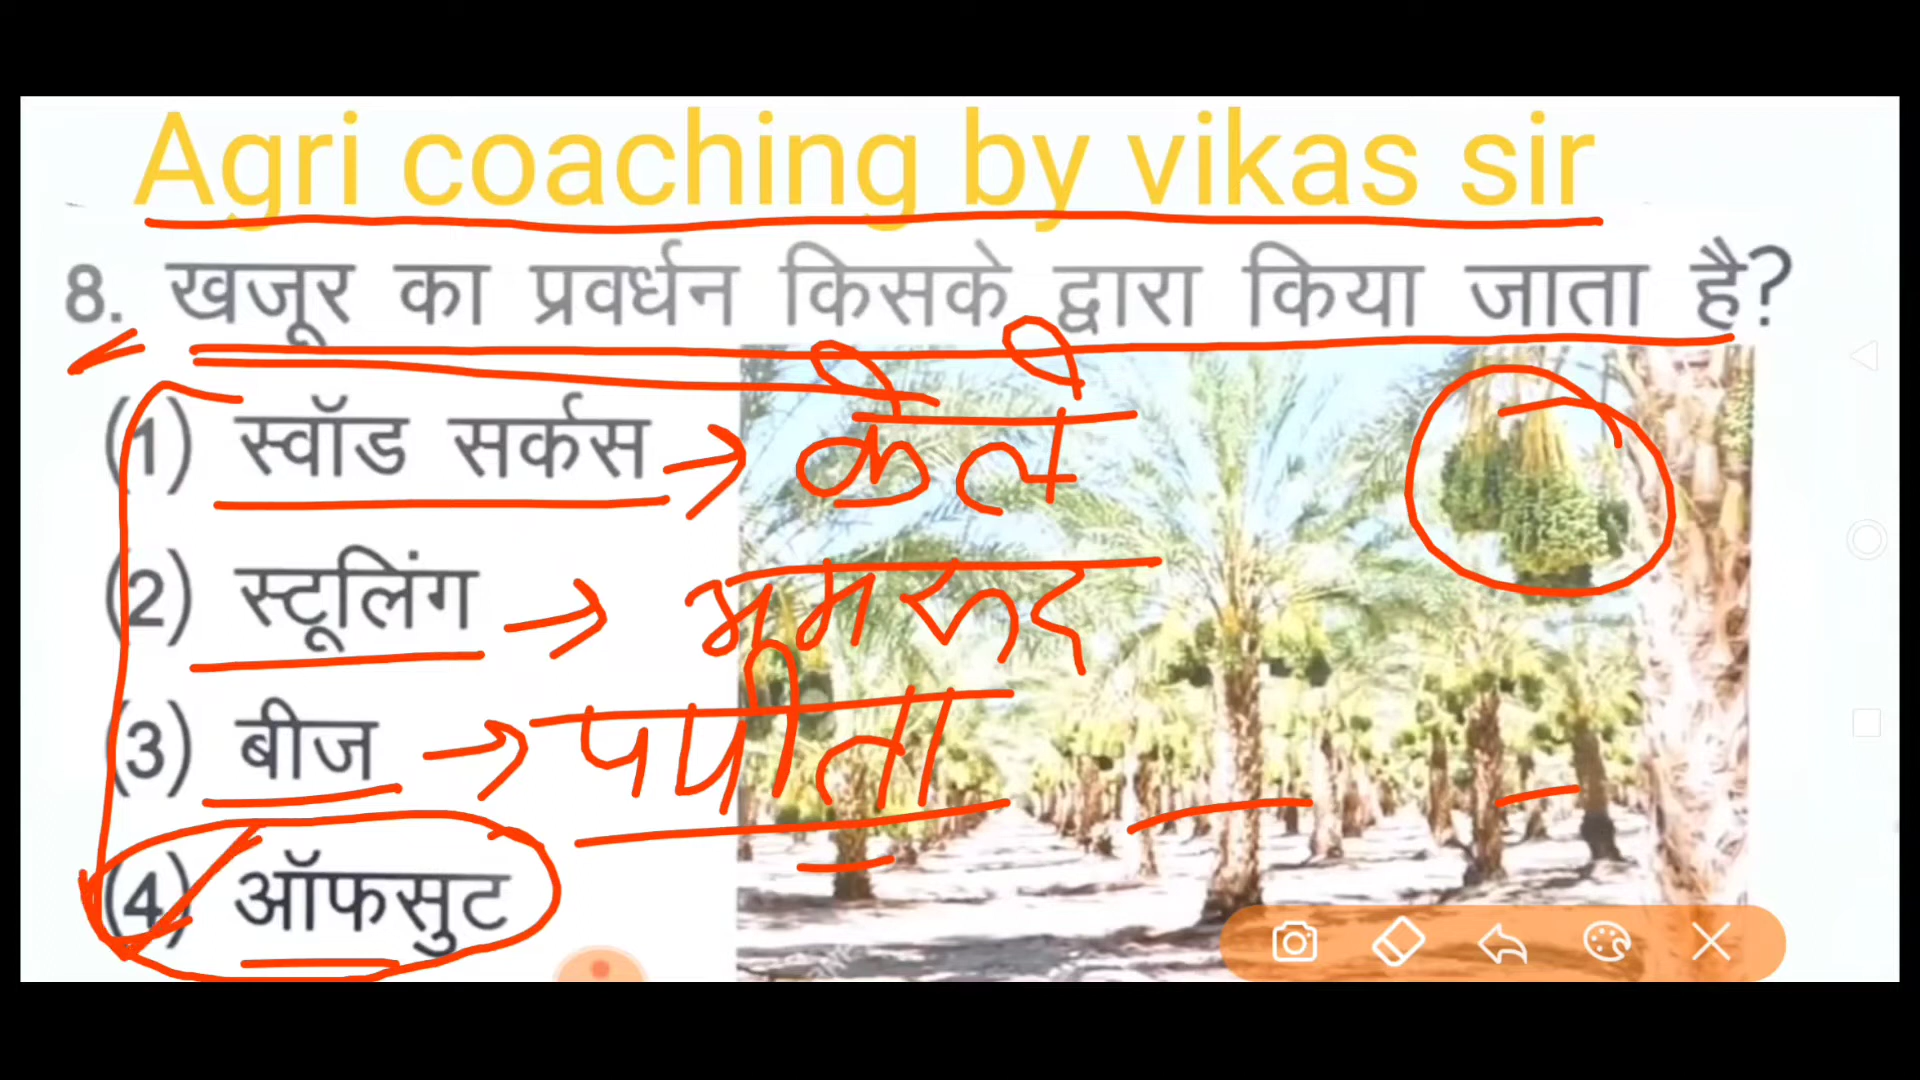 Agri coaching by vikas sir
8. खजूर का प्रवर्धन किसके द्वारा किया जाता है?
(1) स्वॉड सर्कस → केले
(2) स्टूलिंग → अमरूद
(3) बीज → पपीता
(4) ऑफसुट